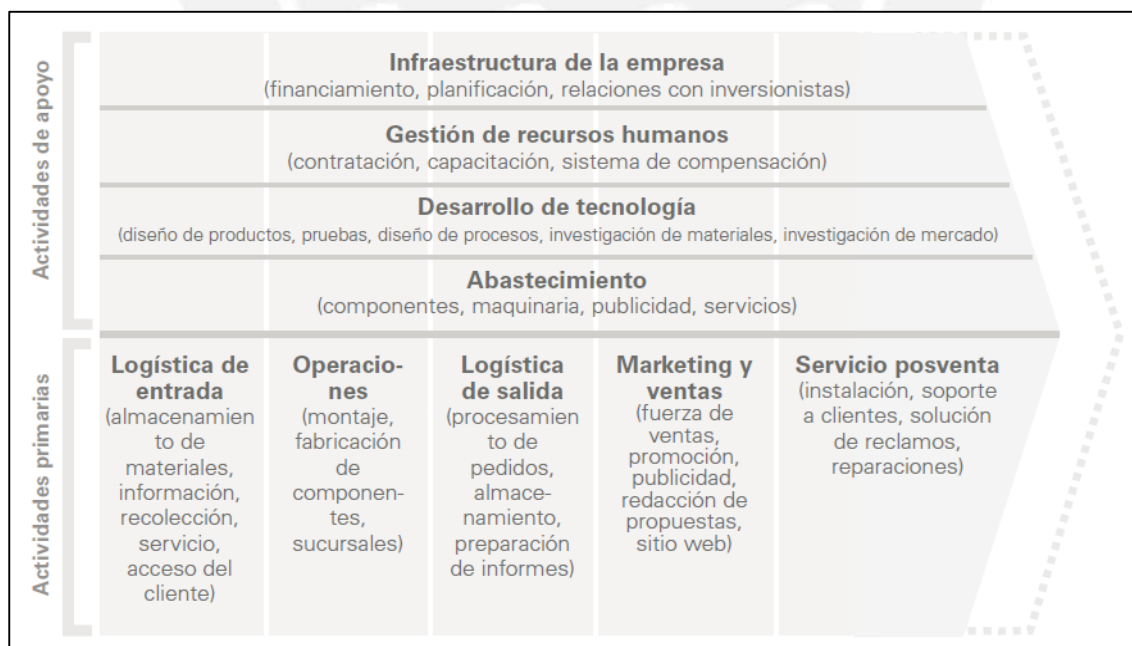 Actividades de apoyo
Infraestructura de la empresa
(financiamiento, planificación, relaciones con inversionistas)
Gestión de recursos humanos
(contratación, capacitación, sistema de compensación)
Desarrollo de tecnología
(diseño de productos, pruebas, diseño de procesos, investigación de materiales, investigación de mercado)
Abastecimiento
(componentes, maquinaria, publicidad, servicios)
Actividades primarias
Logística de
entrada
(almacenamien
to de
materiales,
información,
recolección,
servicio,
acceso del
cliente)
Operacio-
nes
(montaje,
fabricación
de
componen-
tes,
sucursales)
Logística
de salida
(procesamien
to de
pedidos,
almace-
namiento,
preparación
de informes)
Marketing y
ventas
(fuerza de
ventas,
promoción,
publicidad,
redacción de
propuestas,
sitio web)
Servicio posventa
(instalación, soporte
a clientes, solución
de reclamos,
reparaciones)